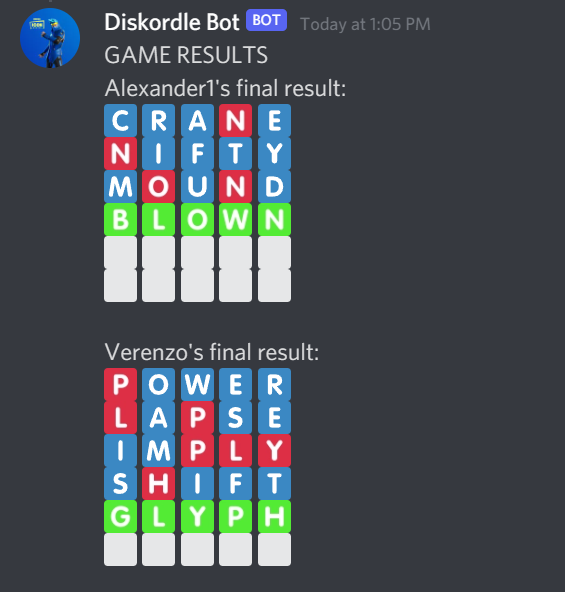 Diskordle Bot BOT Today at 1:05 PM
GAME RESULTS
Alexander1's final result:
C R A N E
N I F T Y
M O U N D
B L O W N
Verenzo's final result:
P O W E R
L A P S E
I M P L Y
S H I F T
G L Y P H